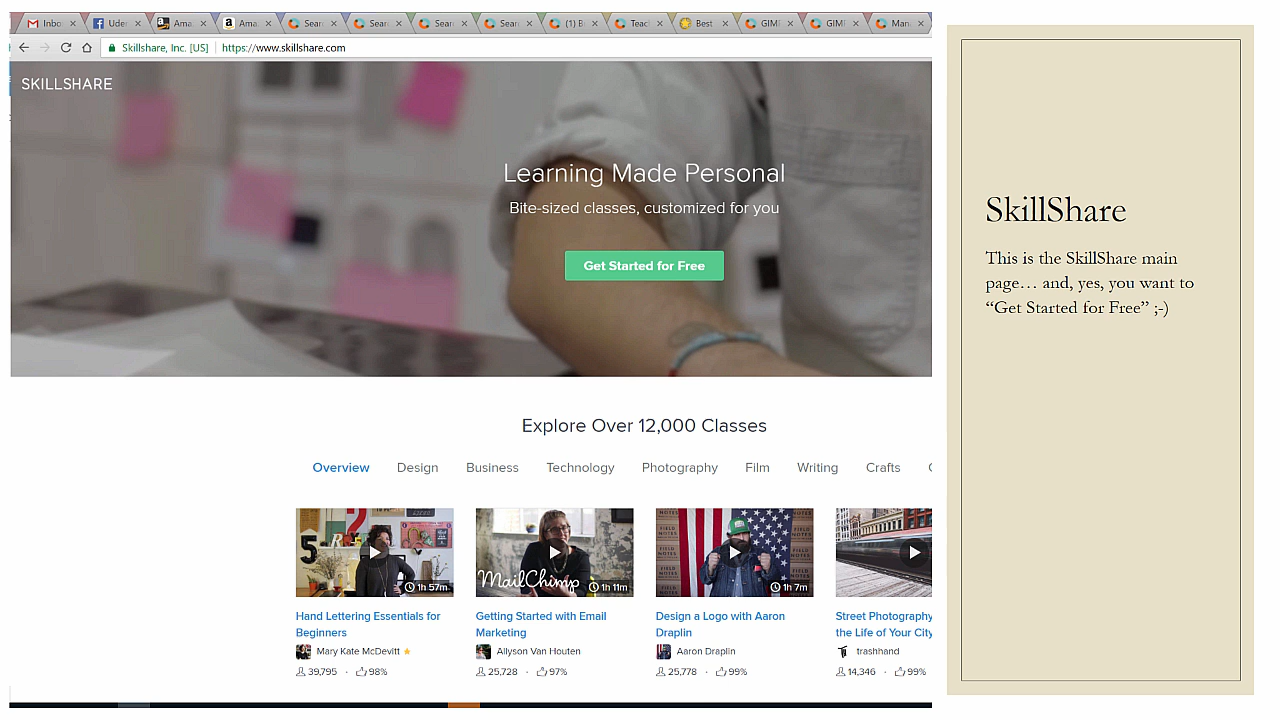 Inbo
Uder
Ama
Ama
Sear
Sear
Sear
Sear
(1) B
Teac
Best
GIMI
GIMI
Man
Skillshare, Inc. [US]
https://www.skillshare.com
SKILLSHARE
Learning Made Personal
Bite-sized classes, customized for you
Get Started for Free
Explore Over 12,000 Classes
Overview Design Business Technology Photography Film Writing Crafts
1h 57m
MailChimp
1h 11m
FIELD NOTES
1h 7m
Hand Lettering Essentials for
Beginners
Mary Kate McDevitt
39,795 · 98%
Getting Started with Email
Marketing
Allyson Van Houten
25,728 · 97%
Design a Logo with Aaron
Draplin
Aaron Draplin
25,778 · 99%
Street Photography
the Life of Your City
trashhand
14,346 · 99%
SkillShare
This is the SkillShare main
page… and, yes, you want to
“Get Started for Free” ;-)